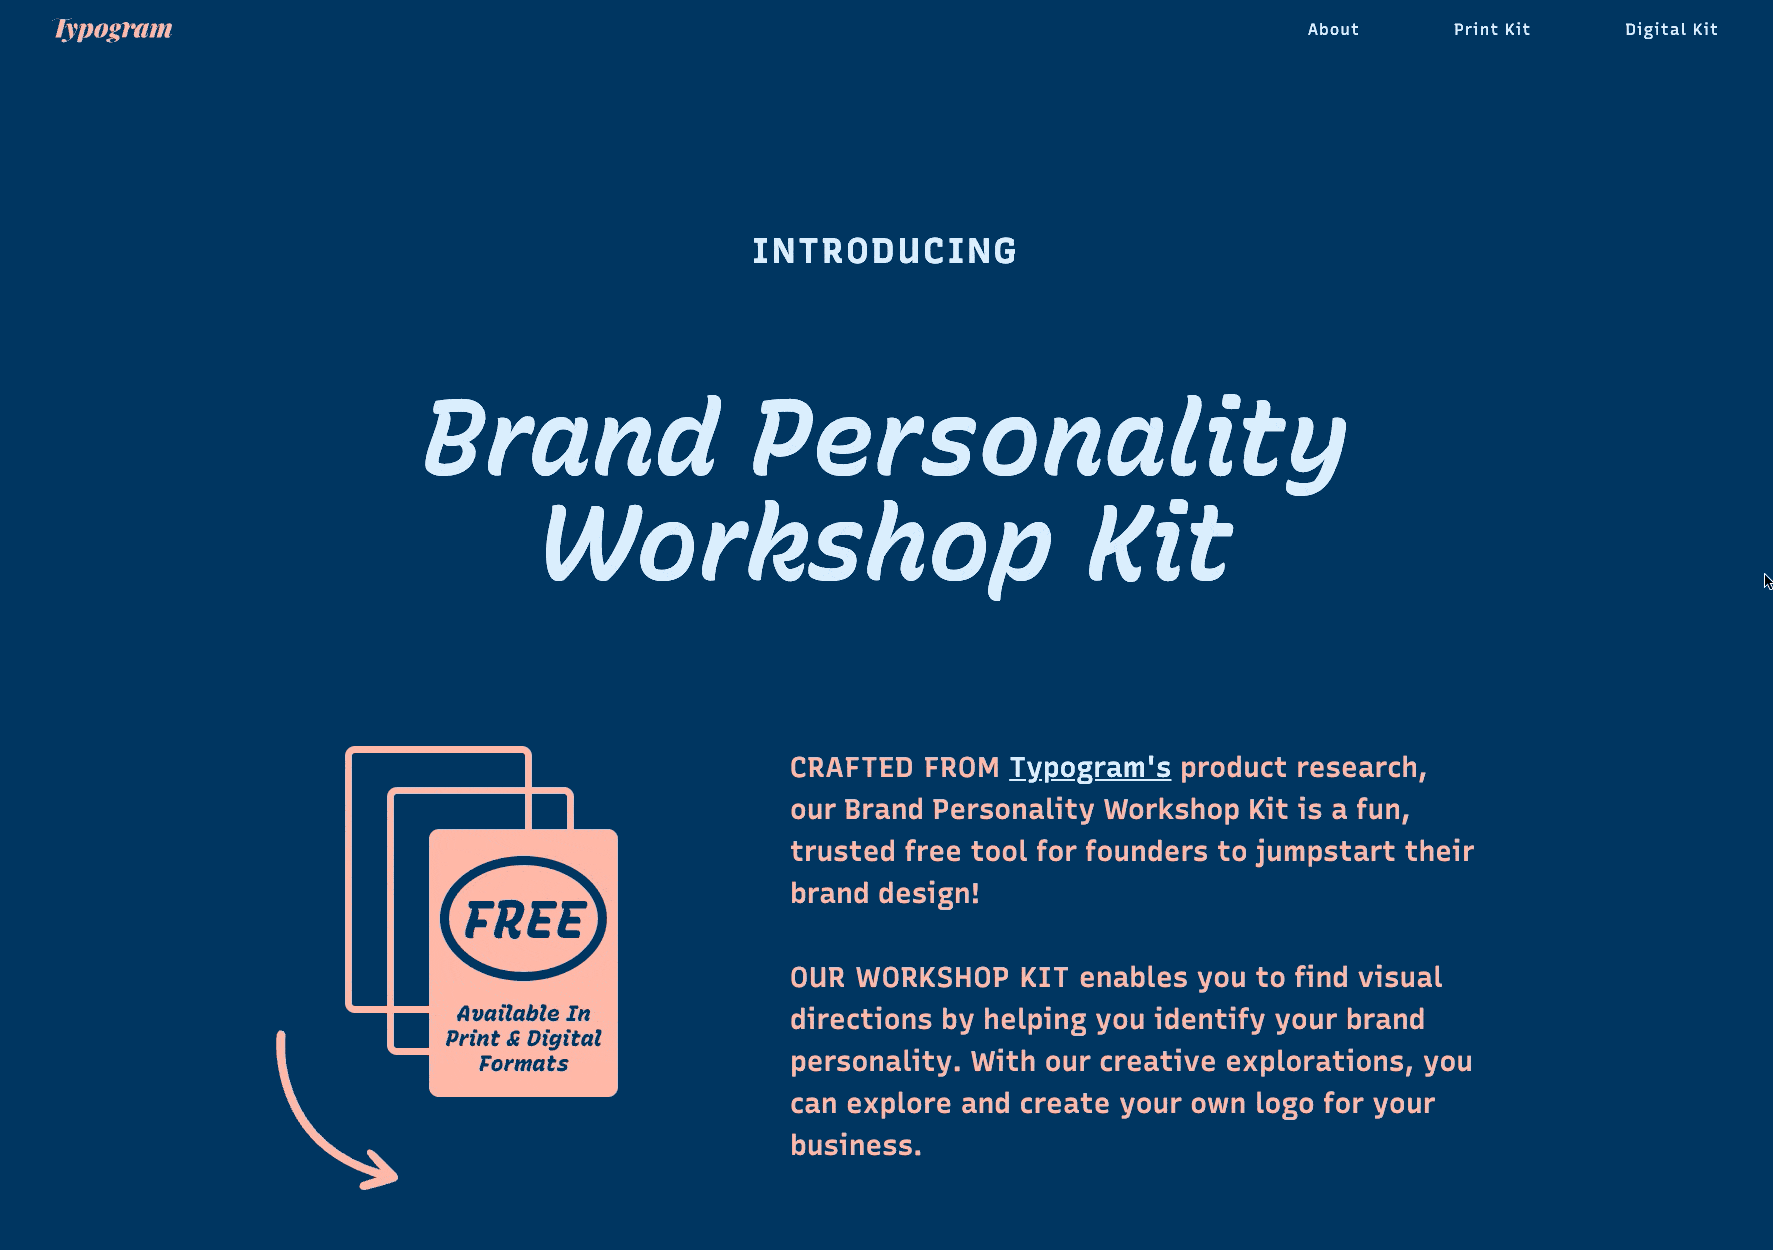 Typogram
About
Print Kit
Digital Kit
INTRODUCING
Brand Personality
Workshop Kit
FREE
Available In
Print & Digital
Formats
CRAFTED FROM Typogram's product research,
our Brand Personality Workshop Kit is a fun,
trusted free tool for founders to jumpstart their
brand design!
OUR WORKSHOP KIT enables you to find visual
directions by helping you identify your brand
personality. With our creative explorations, you
can explore and create your own logo for your
business.